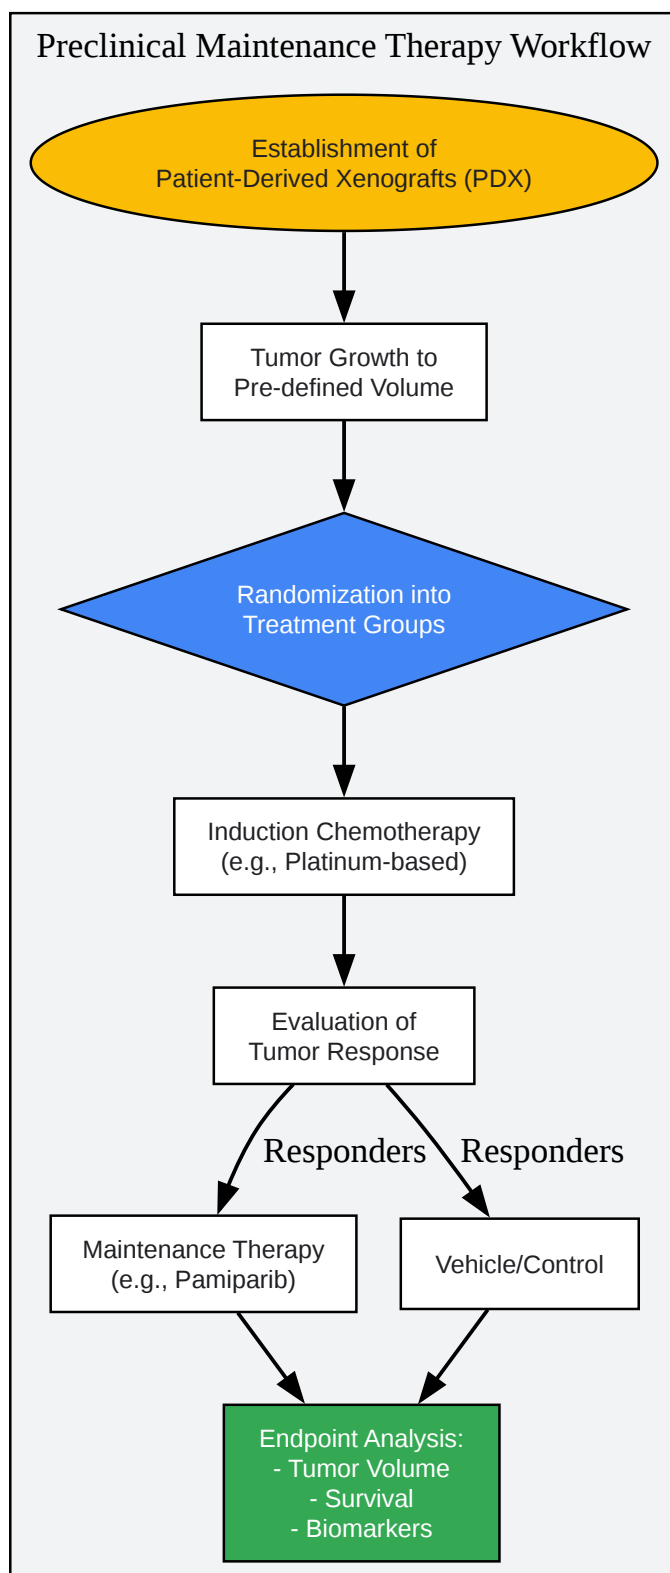 Preclinical Maintenance Therapy Workflow
Establishment of
Patient-Derived Xenografts (PDX)
Tumor Growth to
Pre-defined Volume
Randomization into
Treatment Groups
Induction Chemotherapy
(e.g., Platinum-based)
Evaluation of
Tumor Response
Responders
Responders
Maintenance Therapy
(e.g., Pamiparib)
Vehicle/Control
Endpoint Analysis:
- Tumor Volume
- Survival
- Biomarkers